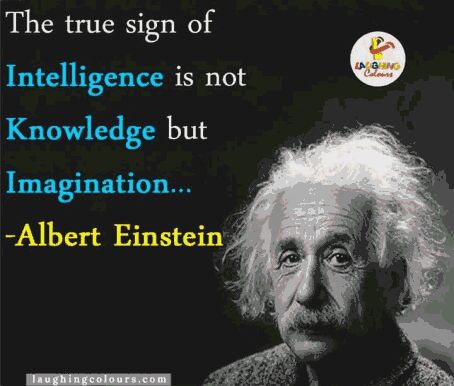 The true sign of
Intelligence is not
Knowledge but
Imagination...
-Albert Einstein
LAUGHING
Colours
laughingcolours.com